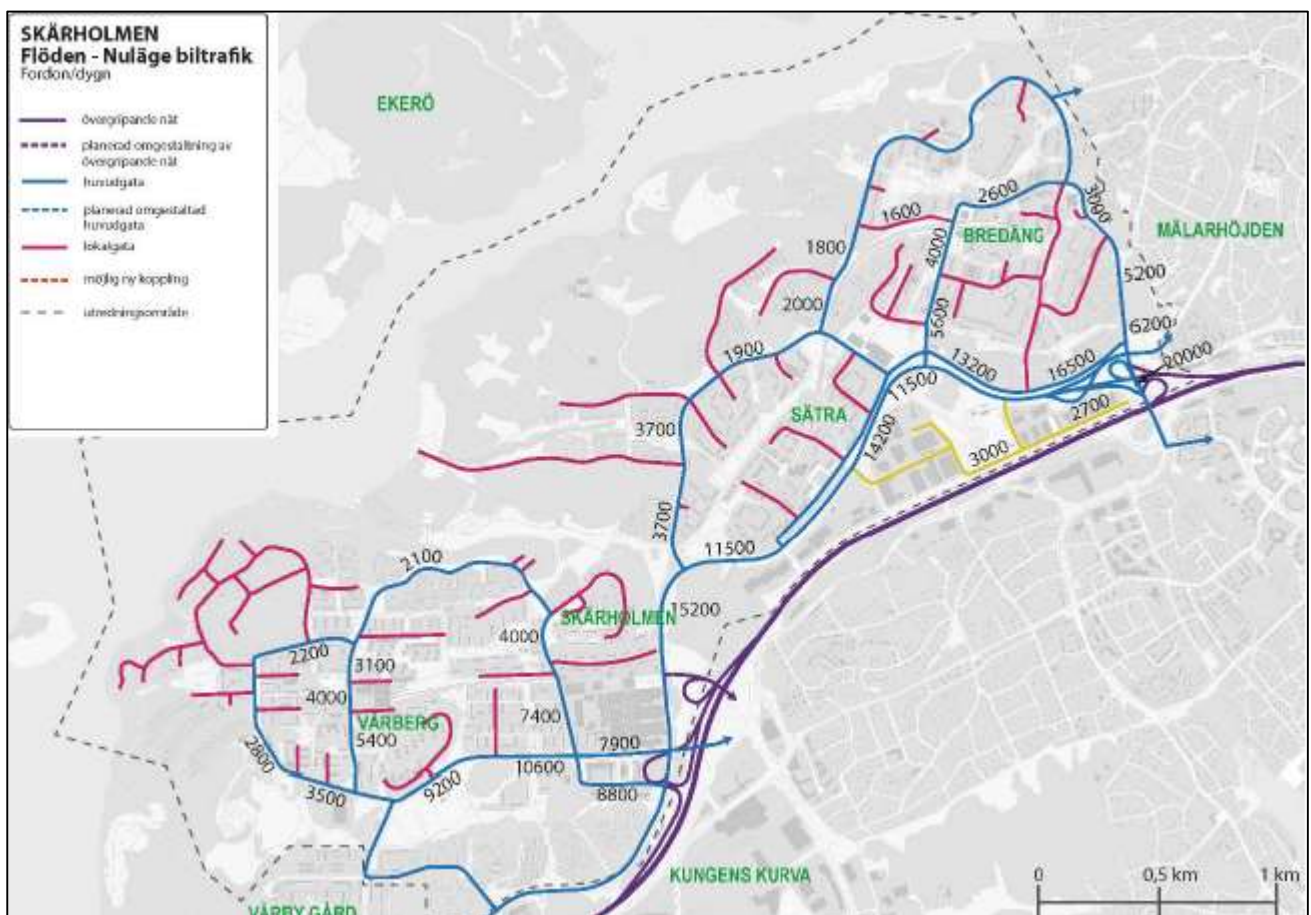 SKÄRHOLMEN
Flöden - Nuläge biltrafik
Fordon/dygn
övergripande nät
planerad omgestaltning av
övergripande nät
huvudgata
planerad omgestaltad
huvudgata
lokalgata
möjlig ny koppling
utredningsområde
EKERÖ
2600
3000
1600
BREDÄNG
MÄLARHÖJDEN
1800
4000
5200
2000
5600
6200
1900
13200
16500
20000
11500
2700
3700
SÄTRA
14200
3000
3700
11500
2100
15200
SKÄRHOLMEN
4000
2200
3100
4000
7400
VÅRBERG
5400
7900
2800
10600
9200
3500
8800
KUNGENS KURVA
0
0,5 km
1 km
VÅRBY GÅRD